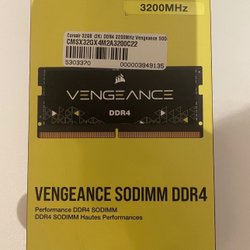 3200MHz
Corsair 32GB (2X) DDR4 3200MHz Vengeance SOD
CMSX32GX4M2A3200C22
5303370 000003949135
VENGEANCE
DDR4
VENGEANCE SODIMM DDR4
Performance DDR4 SODIMM
DDR4 SODIMM Hautes Performances